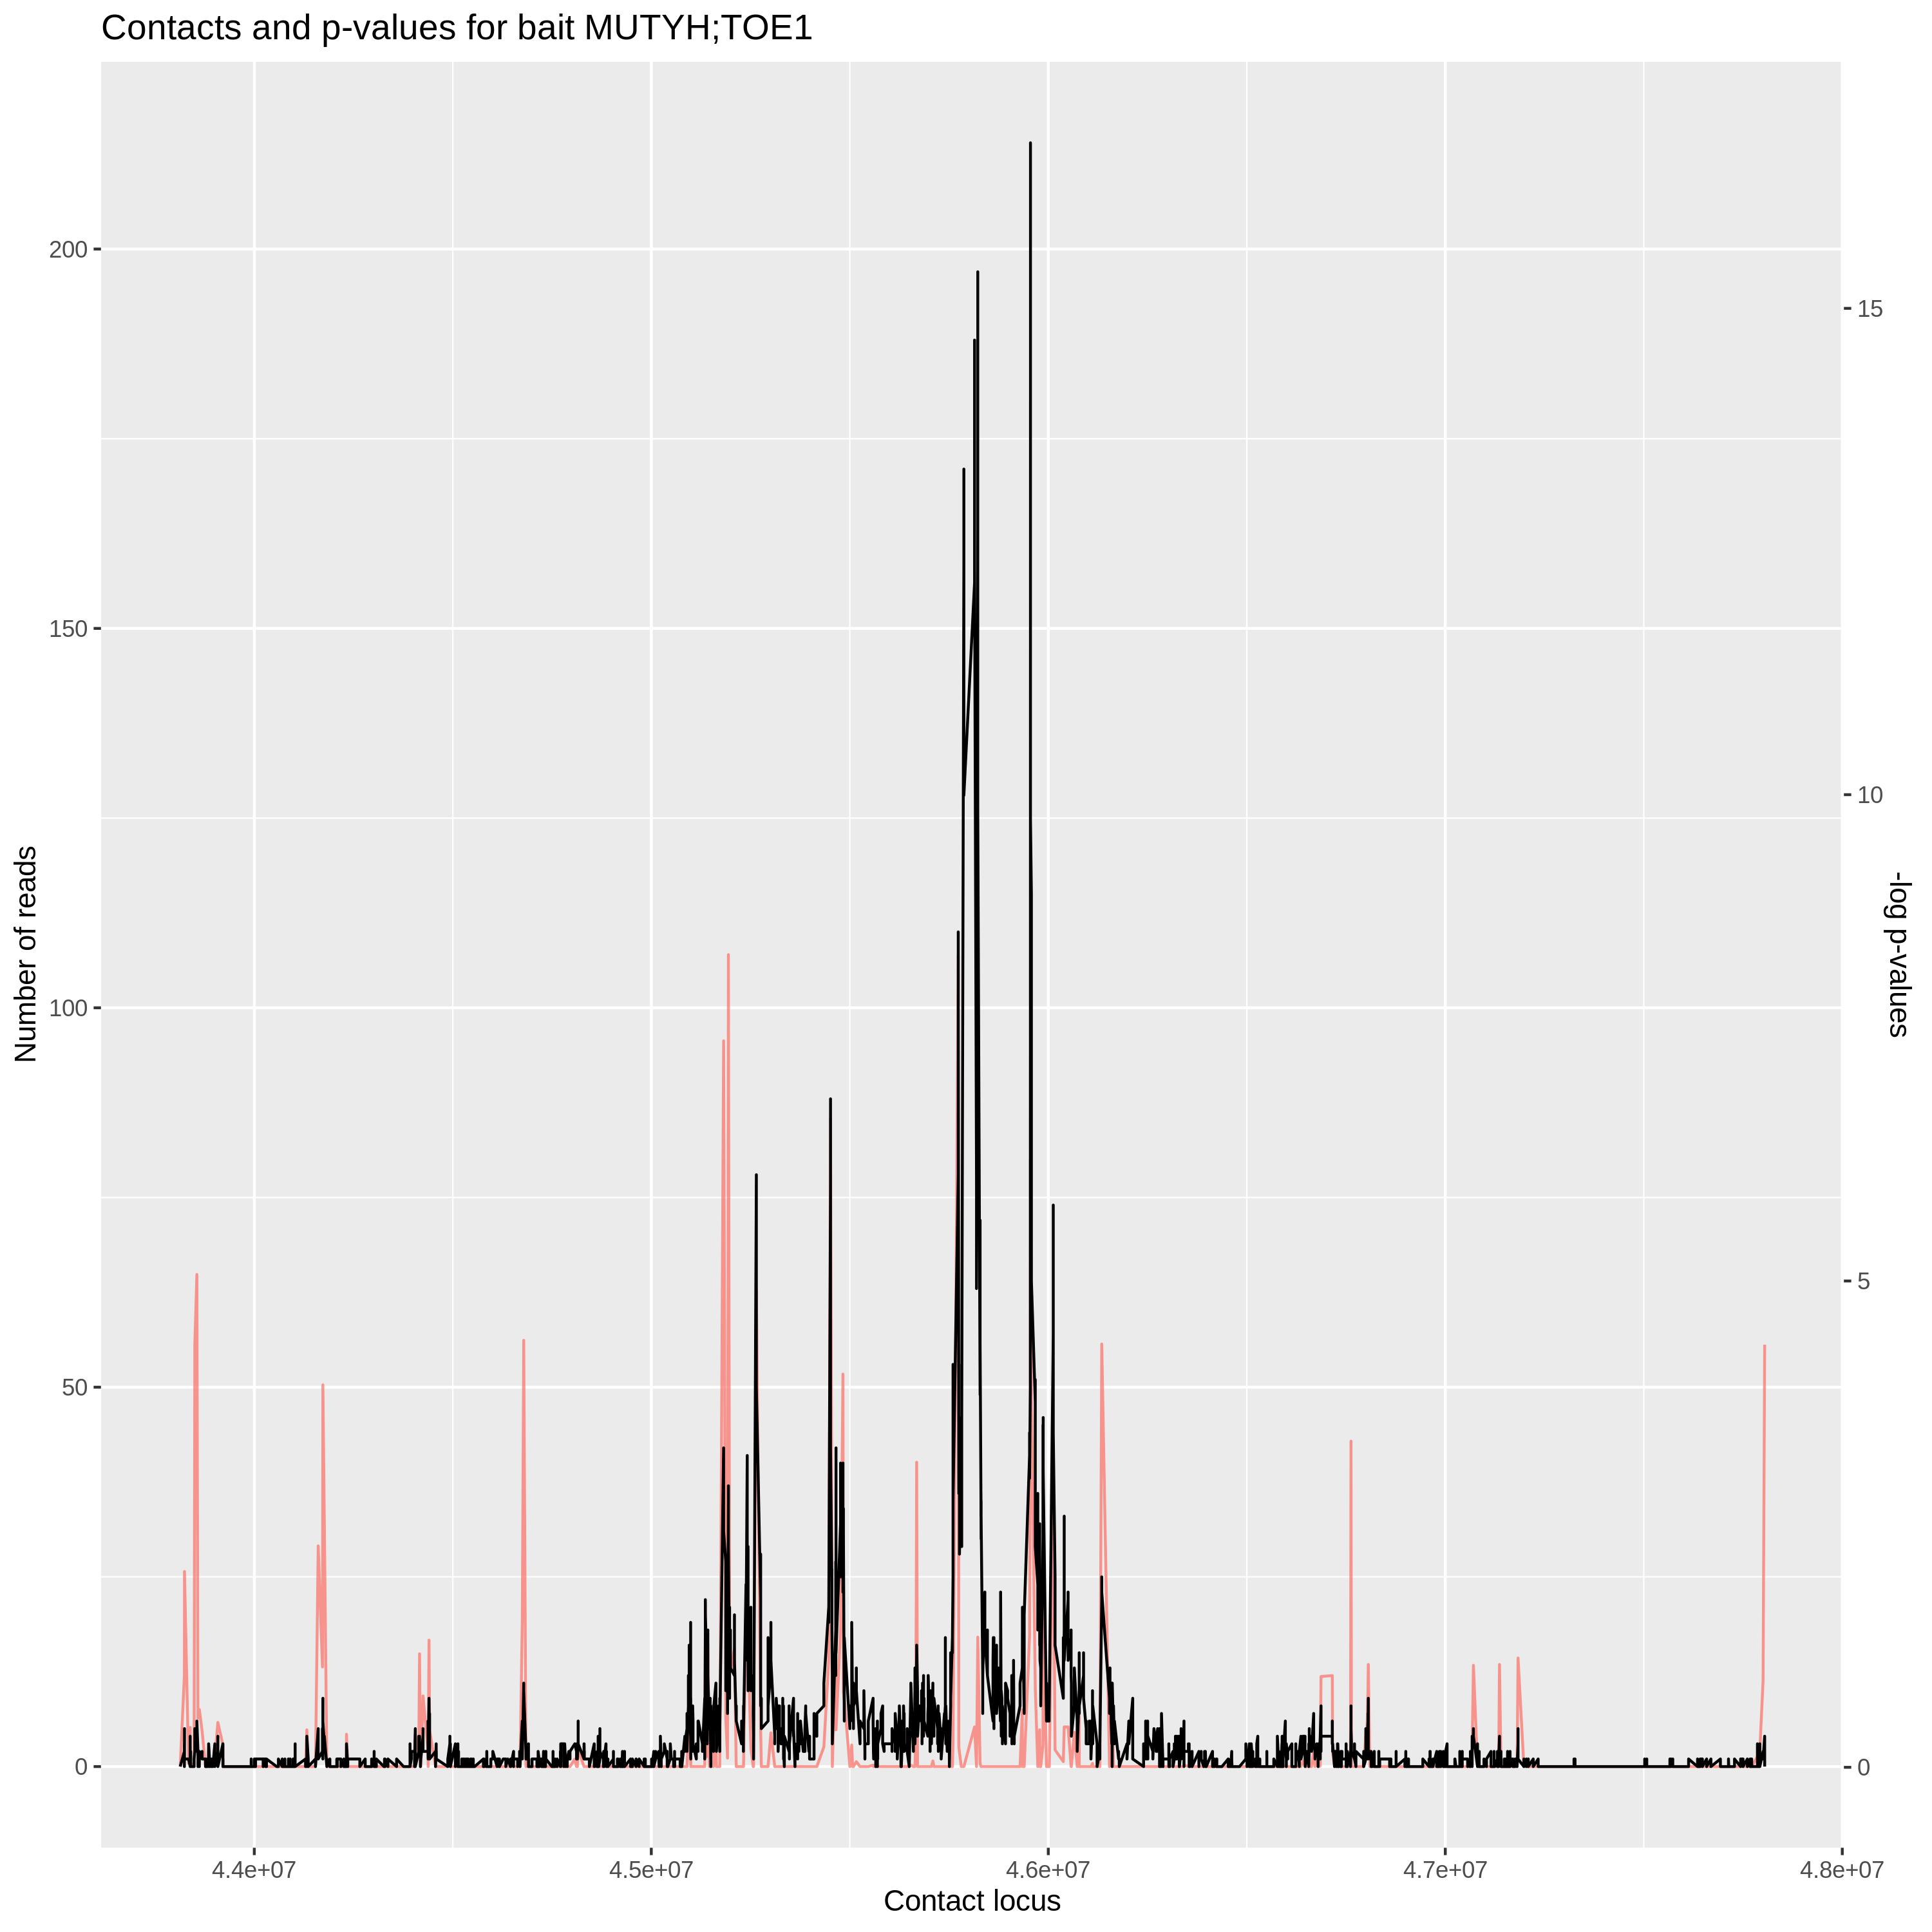 Contacts and p-values for bait MUTYH;TOE1
Number of reads
200
150
100
50
0
15
10
5
0
-log p-values
4.4e+07
4.5e+07
4.6e+07
4.7e+07
4.8e+07
Contact locus